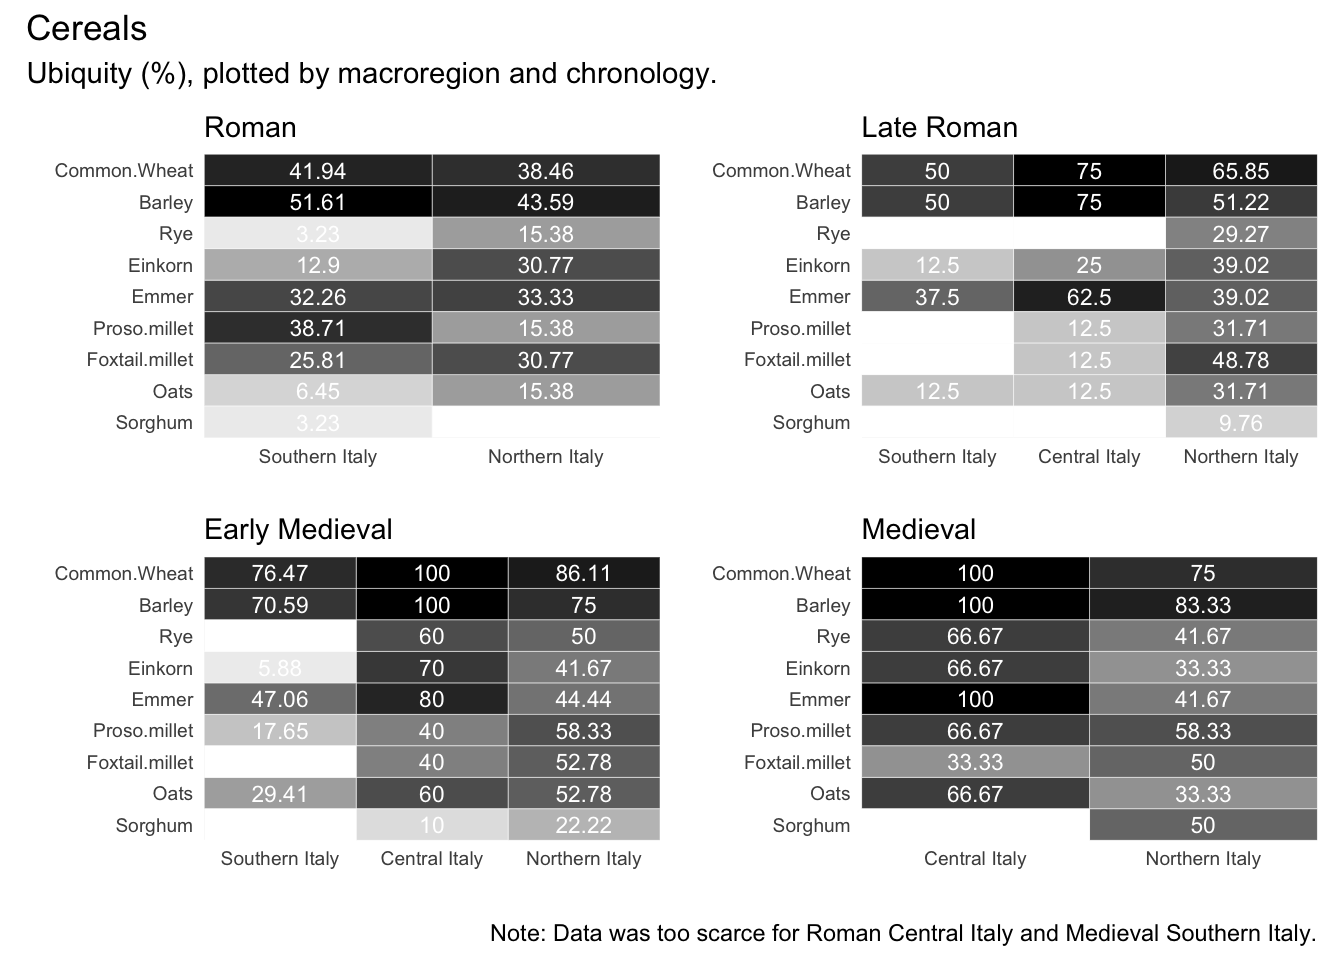 Cereals
Ubiquity (%), plotted by macroregion and chronology.
Roman
Common.Wheat 41.94 38.46
Barley 51.61 43.59
Rye 3.23 15.38
Einkorn 12.9 30.77
Emmer 32.26 33.33
Proso.millet 38.71 15.38
Foxtail.millet 25.81 30.77
Oats 6.45 15.38
Sorghum 3.23
Southern Italy Northern Italy
Late Roman
Common.Wheat 50 75 65.85
Barley 50 75 51.22
Rye 29.27
Einkorn 12.5 25 39.02
Emmer 37.5 62.5 39.02
Proso.millet 12.5 31.71
Foxtail.millet 12.5 48.78
Oats 12.5 12.5 31.71
Sorghum 9.76
Southern Italy Central Italy Northern Italy
Early Medieval
Common.Wheat 76.47 100 86.11
Barley 70.59 100 75
Rye 60 50
Einkorn 5.88 70 41.67
Emmer 47.06 80 44.44
Proso.millet 17.65 40 58.33
Foxtail.millet 40 52.78
Oats 29.41 60 52.78
Sorghum 10 22.22
Southern Italy Central Italy Northern Italy
Medieval
Common.Wheat 100 75
Barley 100 83.33
Rye 66.67 41.67
Einkorn 66.67 33.33
Emmer 100 41.67
Proso.millet 66.67 58.33
Foxtail.millet 33.33 50
Oats 66.67 33.33
Sorghum 50
Central Italy Northern Italy
Note: Data was too scarce for Roman Central Italy and Medieval Southern Italy.